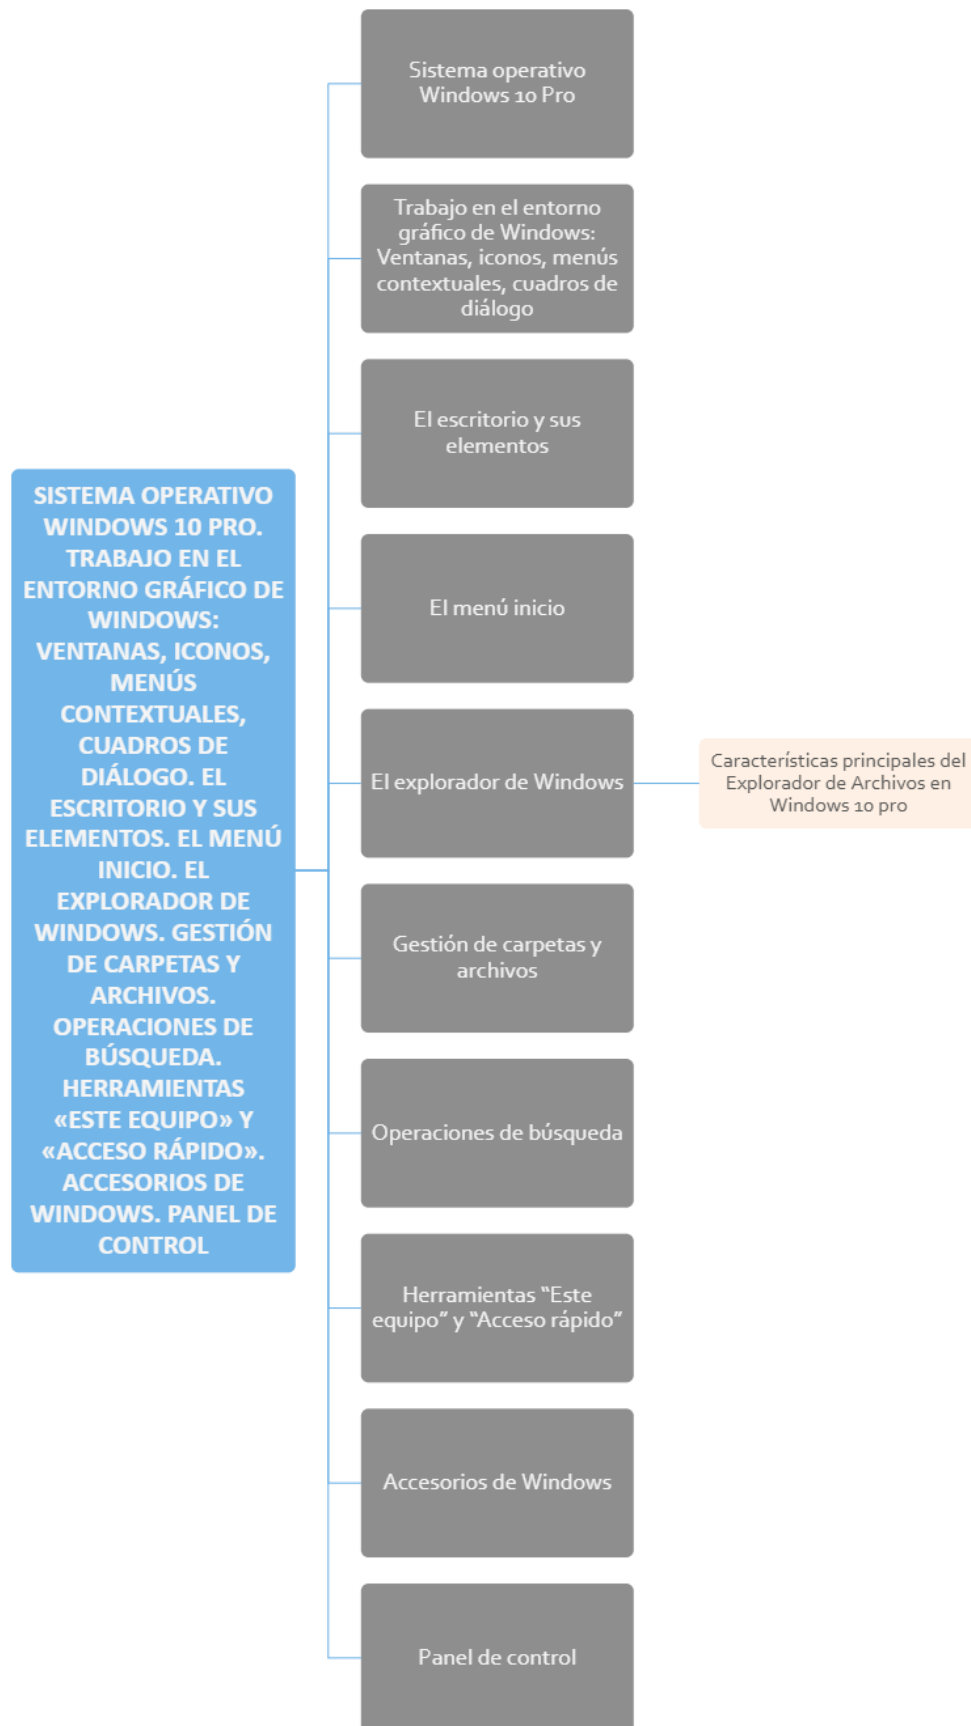 Sistema operativo
Windows 10 Pro
Trabajo en el entorno
gráfico de Windows:
Ventanas, iconos, menús
contextuales, cuadros de
diálogo
El escritorio y sus
elementos
SISTEMA OPERATIVO
WINDOWS 10 PRO.
TRABAJO EN EL
ENTORNO GRÁFICO DE
WINDOWS:
VENTANAS, ICONOS,
MENÚS
CONTEXTUALES,
CUADROS DE
DIÁLOGO. EL
ESCRITORIO Y SUS
ELEMENTOS. EL MENÚ
INICIO. EL
EXPLORADOR DE
WINDOWS. GESTIÓN
DE CARPETAS Y
ARCHIVOS.
OPERACIONES DE
BÚSQUEDA.
HERRAMIENTAS
«ESTE EQUIPO» Y
«ACCESO RÁPIDO».
ACCESORIOS DE
WINDOWS. PANEL DE
CONTROL
El menú inicio
El explorador de Windows
Características principales del
Explorador de Archivos en
Windows 10 pro
Gestión de carpetas y
archivos
Operaciones de búsqueda
Herramientas “Este
equipo” y “Acceso rápido”
Accesorios de Windows
Panel de control